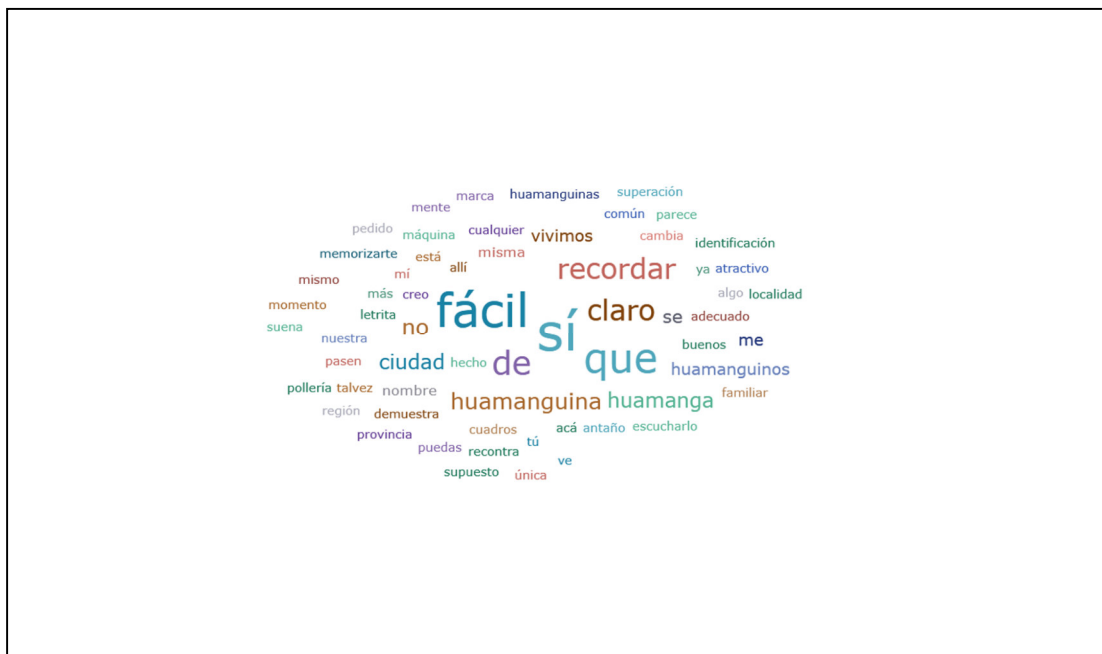 marca huamanguinas superación
mente común parece
pedido máquina cualquier vivimos cambia identificación
memorizarte está allí misma recordar ya atractivo
mismo mí
momento más creo fácil sí claro se algo localidad
suena letrita no adecuado
nuestra buenos me
pasen ciudad hecho de que huamanguinos
pollería talvez nombre huamanguina huamanga familiar
región demuestra
provincia cuadros acá antaño escucharlo
puedas recontra tú
supuesto única ve